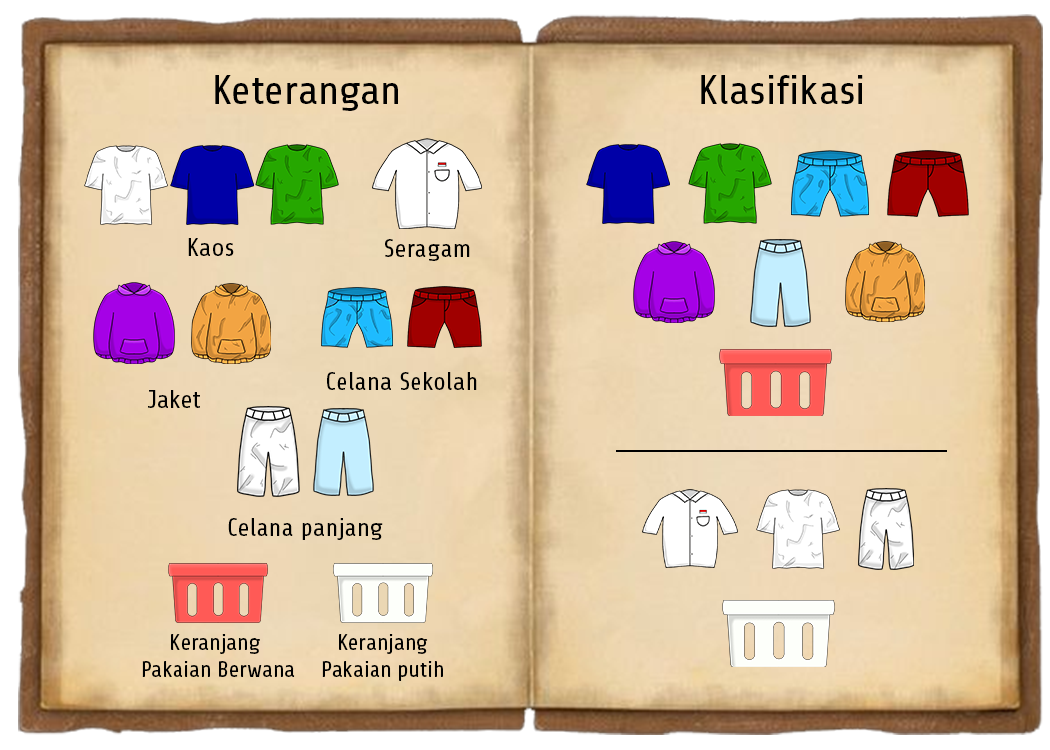 Keterangan
Kaos
Seragam
Jaket
Celana Sekolah
Celana panjang
Keranjang
Pakaian Berwana
Keranjang
Pakaian putih
Klasifikasi